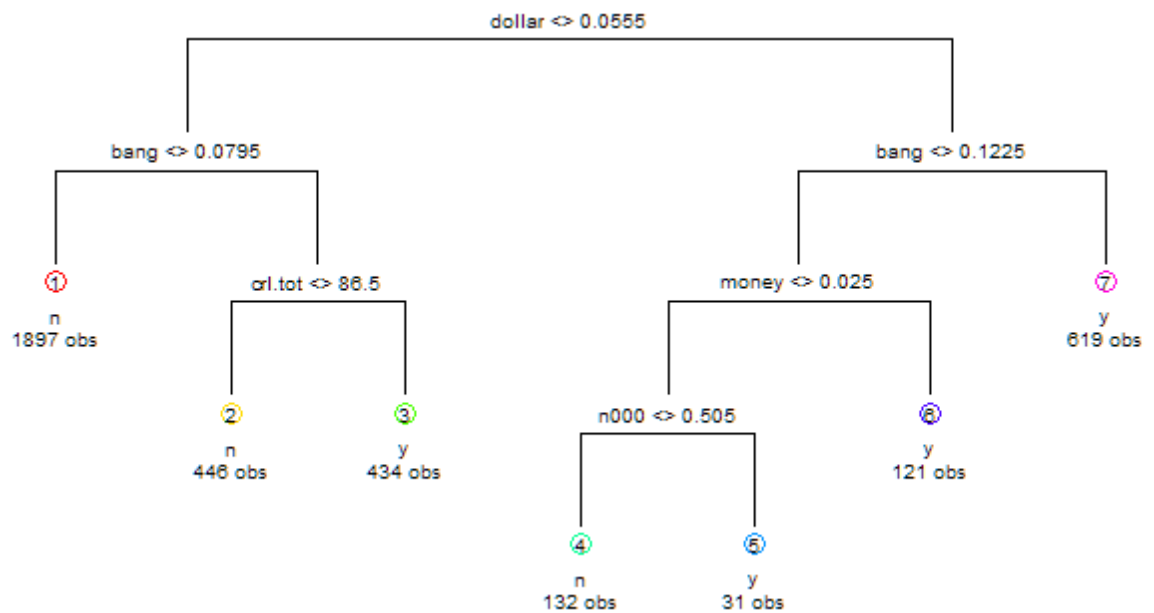 dollar <> 0.0555
bang <> 0.0795
bang <> 0.1225
1
crl.tot <> 86.5
money <> 0.025
7
n
1897 obs
y
619 obs
2
3
n000 <> 0.505
6
n
446 obs
y
434 obs
y
121 obs
4
5
n
132 obs
y
31 obs